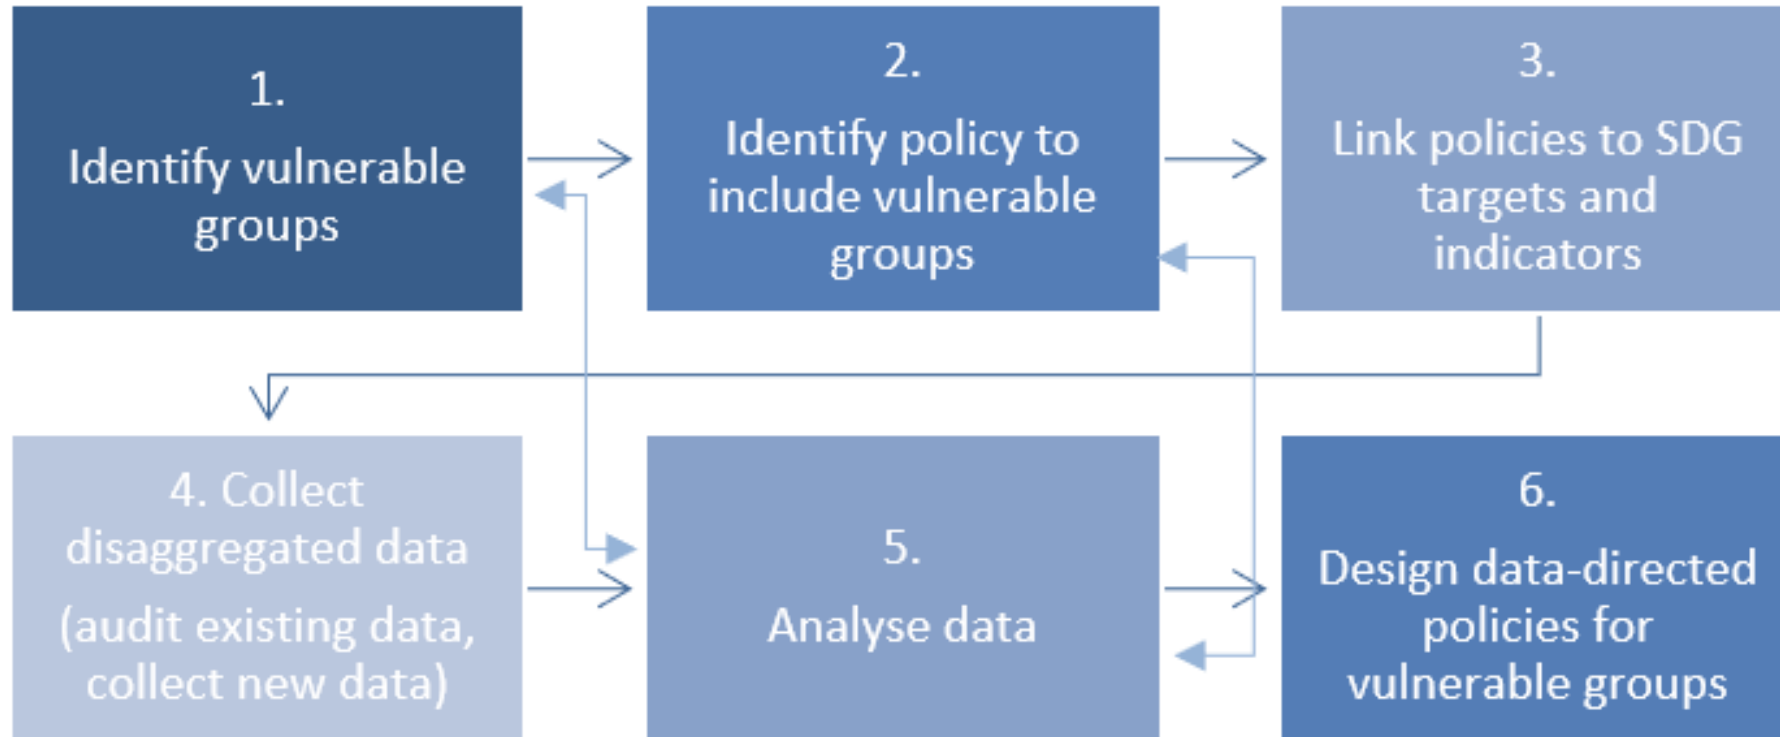 1.
Identify vulnerable
groups
2.
Identify policy to
include vulnerable
groups
3.
Link policies to SDG
targets and
indicators
4. Collect
disaggregated data
(audit existing data,
collect new data)
5.
Analyse data
6.
Design data-directed
policies for
vulnerable groups